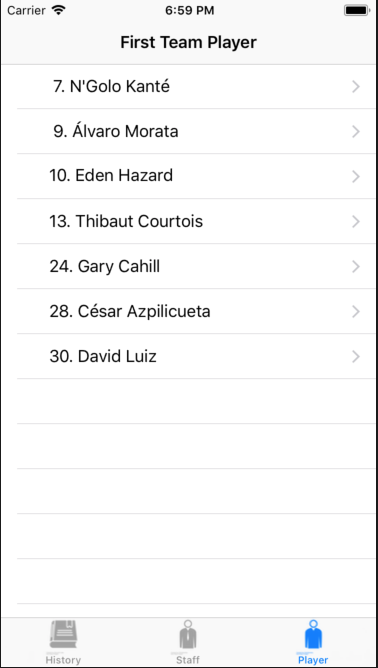 Carrier 6:59 PM
First Team Player
7. N'Golo Kanté
9. Álvaro Morata
10. Eden Hazard
13. Thibaut Courtois
24. Gary Cahill
28. César Azpilicueta
30. David Luiz
History Staff Player